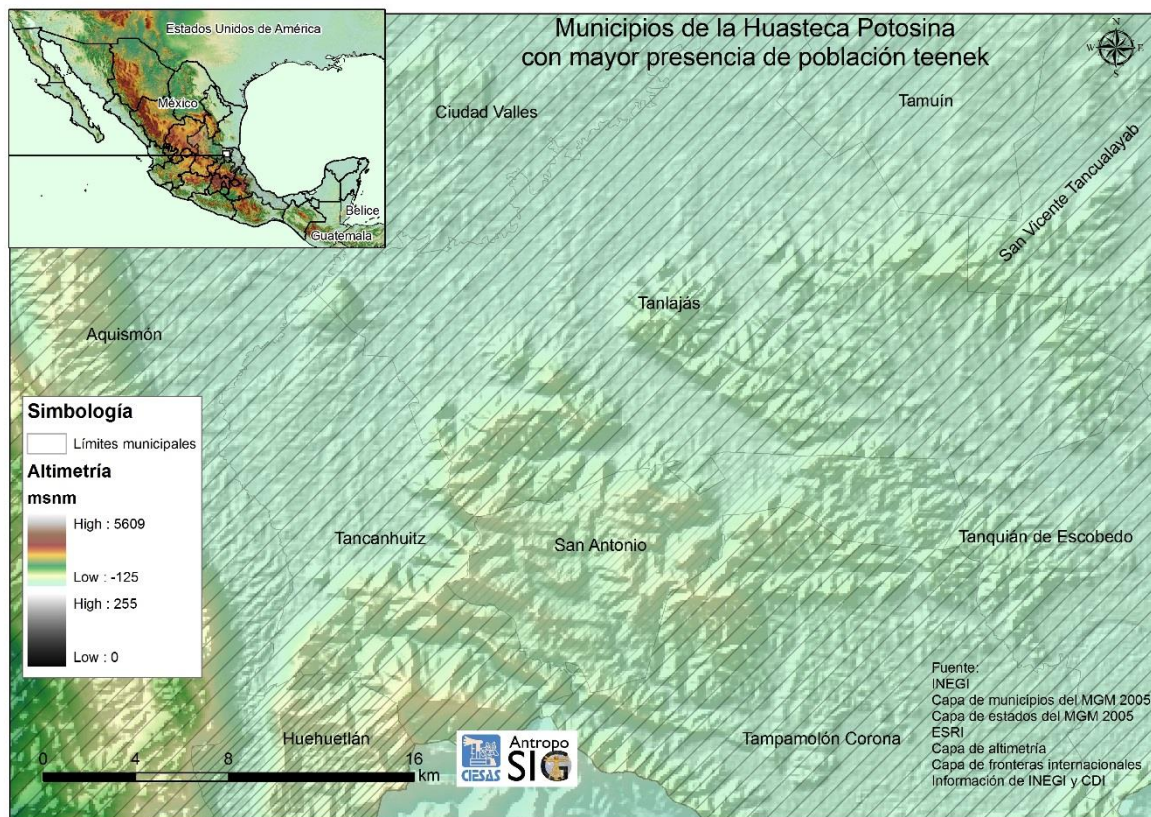 Municipios de la Huasteca Potosina
con mayor presencia de población teenek
N
W E
S
Estados Unidos de América
México
Belice
Guatemala
Ciudad Valles
Tamuín
San Vicente Tancualayab
Tanlajás
Aquismón
Simbología
Límites municipales
Altimetría
msnm
High : 5609
Low : -125
High : 255
Low : 0
Tancanhuitz
San Antonio
Tanquián de Escobedo
Huehuetlán
Tampamolón Corona
0 4 8 16
km
CIESAS
Antropo
SIG
Fuente:
INEGI
Capa de municipios del MGM 2005
Capa de estados del MGM 2005
ESRI
Capa de altimetría
Capa de fronteras internacionales
Información de INEGI y CDI